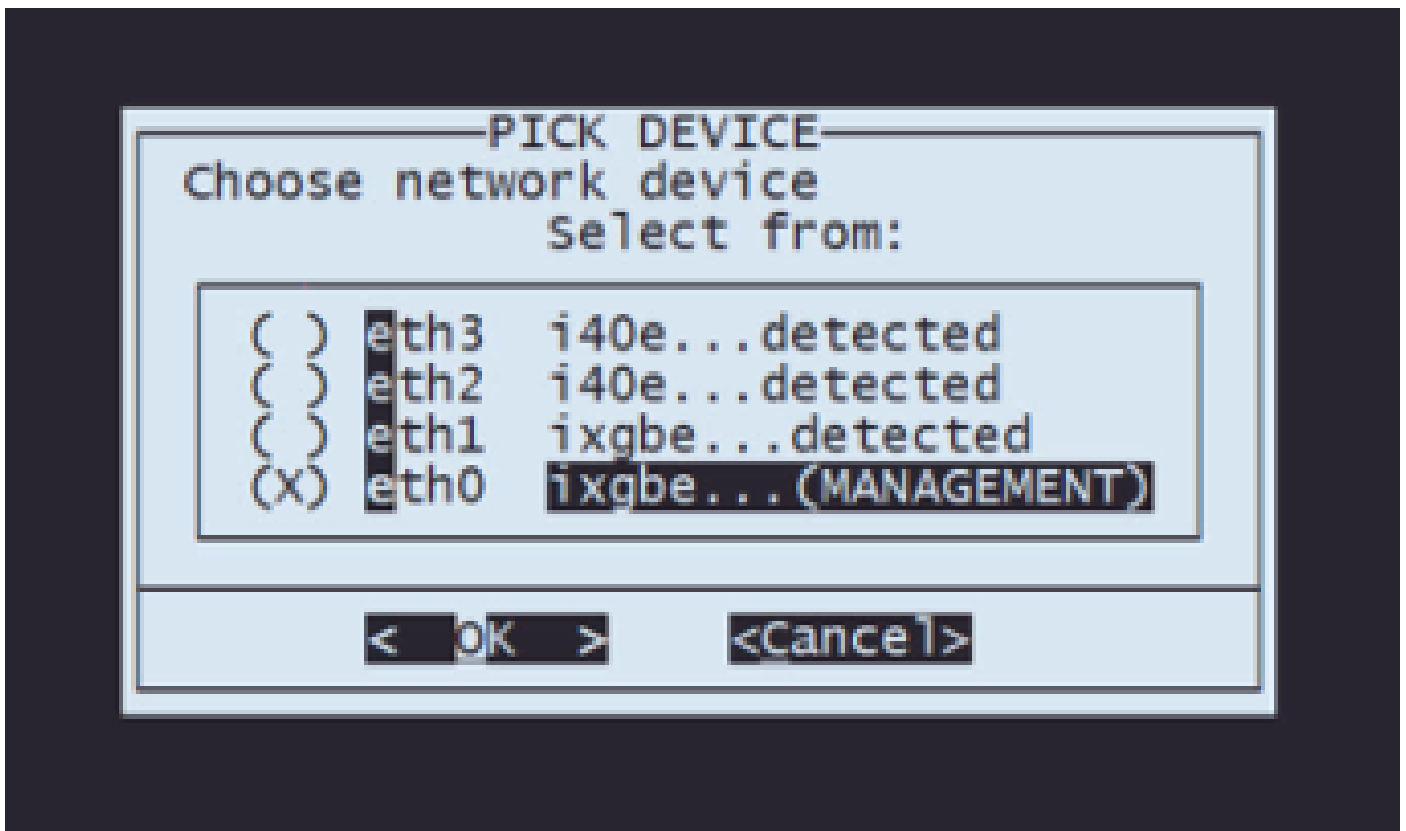 PICK DEVICE
Choose network device
Select from:
( ) eth3 i40e...detected
( ) eth2 i40e...detected
( ) eth1 ixgbe...detected
(X) eth0 ixgbe...(MANAGEMENT)
< OK > <Cancel>